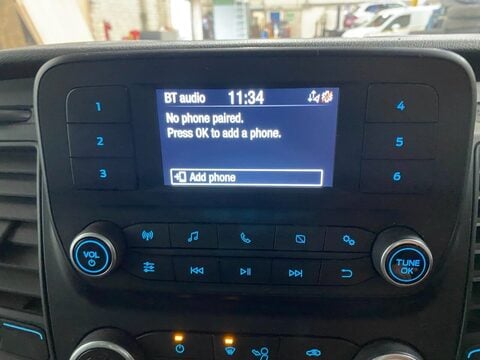 BT audio 11:34
No phone paired.
Press OK to add a phone.
Add phone
1
4
2
5
3
6
VOL
TUNE
OK